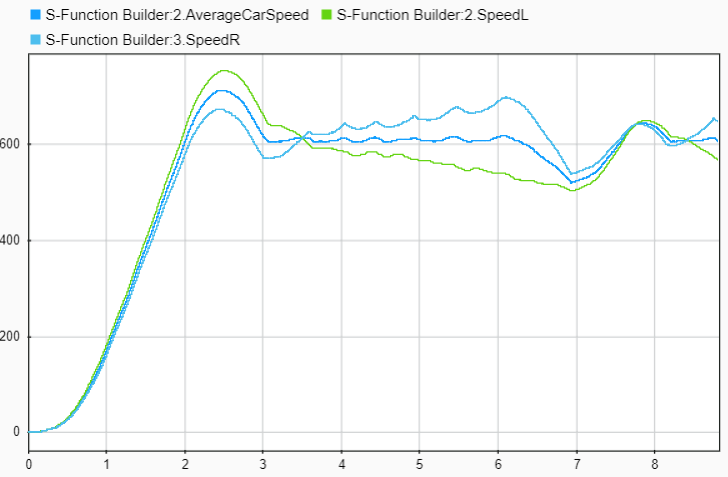 S-Function Builder:2.AverageCarSpeed S-Function Builder:2.SpeedL
S-Function Builder:3.SpeedR
600
400
200
0
0 1 2 3 4 5 6 7 8